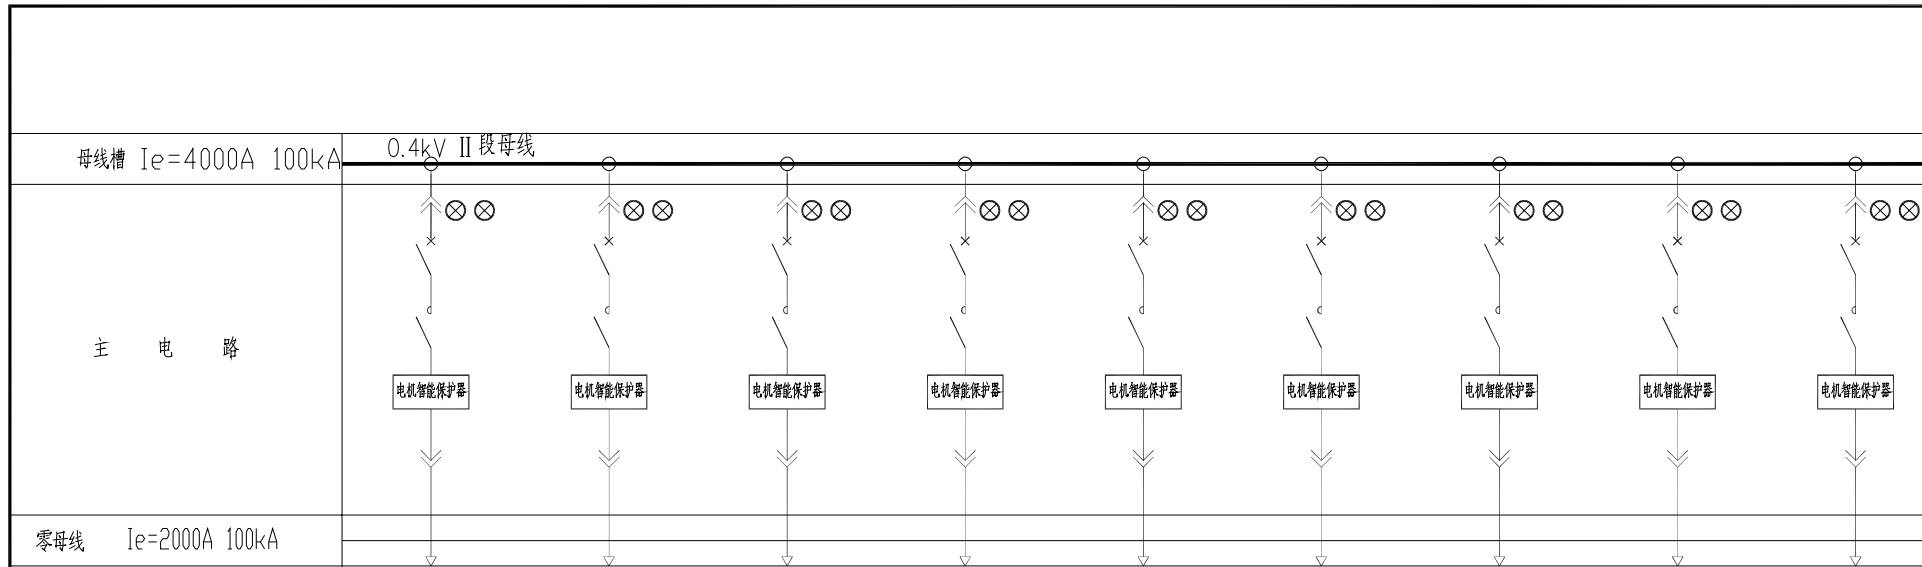 0.4kV Ⅱ段母线
母线槽 Ie=4000A 100kA
主 电 路
电机智能保护器 电机智能保护器 电机智能保护器 电机智能保护器 电机智能保护器 电机智能保护器 电机智能保护器 电机智能保护器 电机智能保护器
零母线 Ie=2000A 100kA